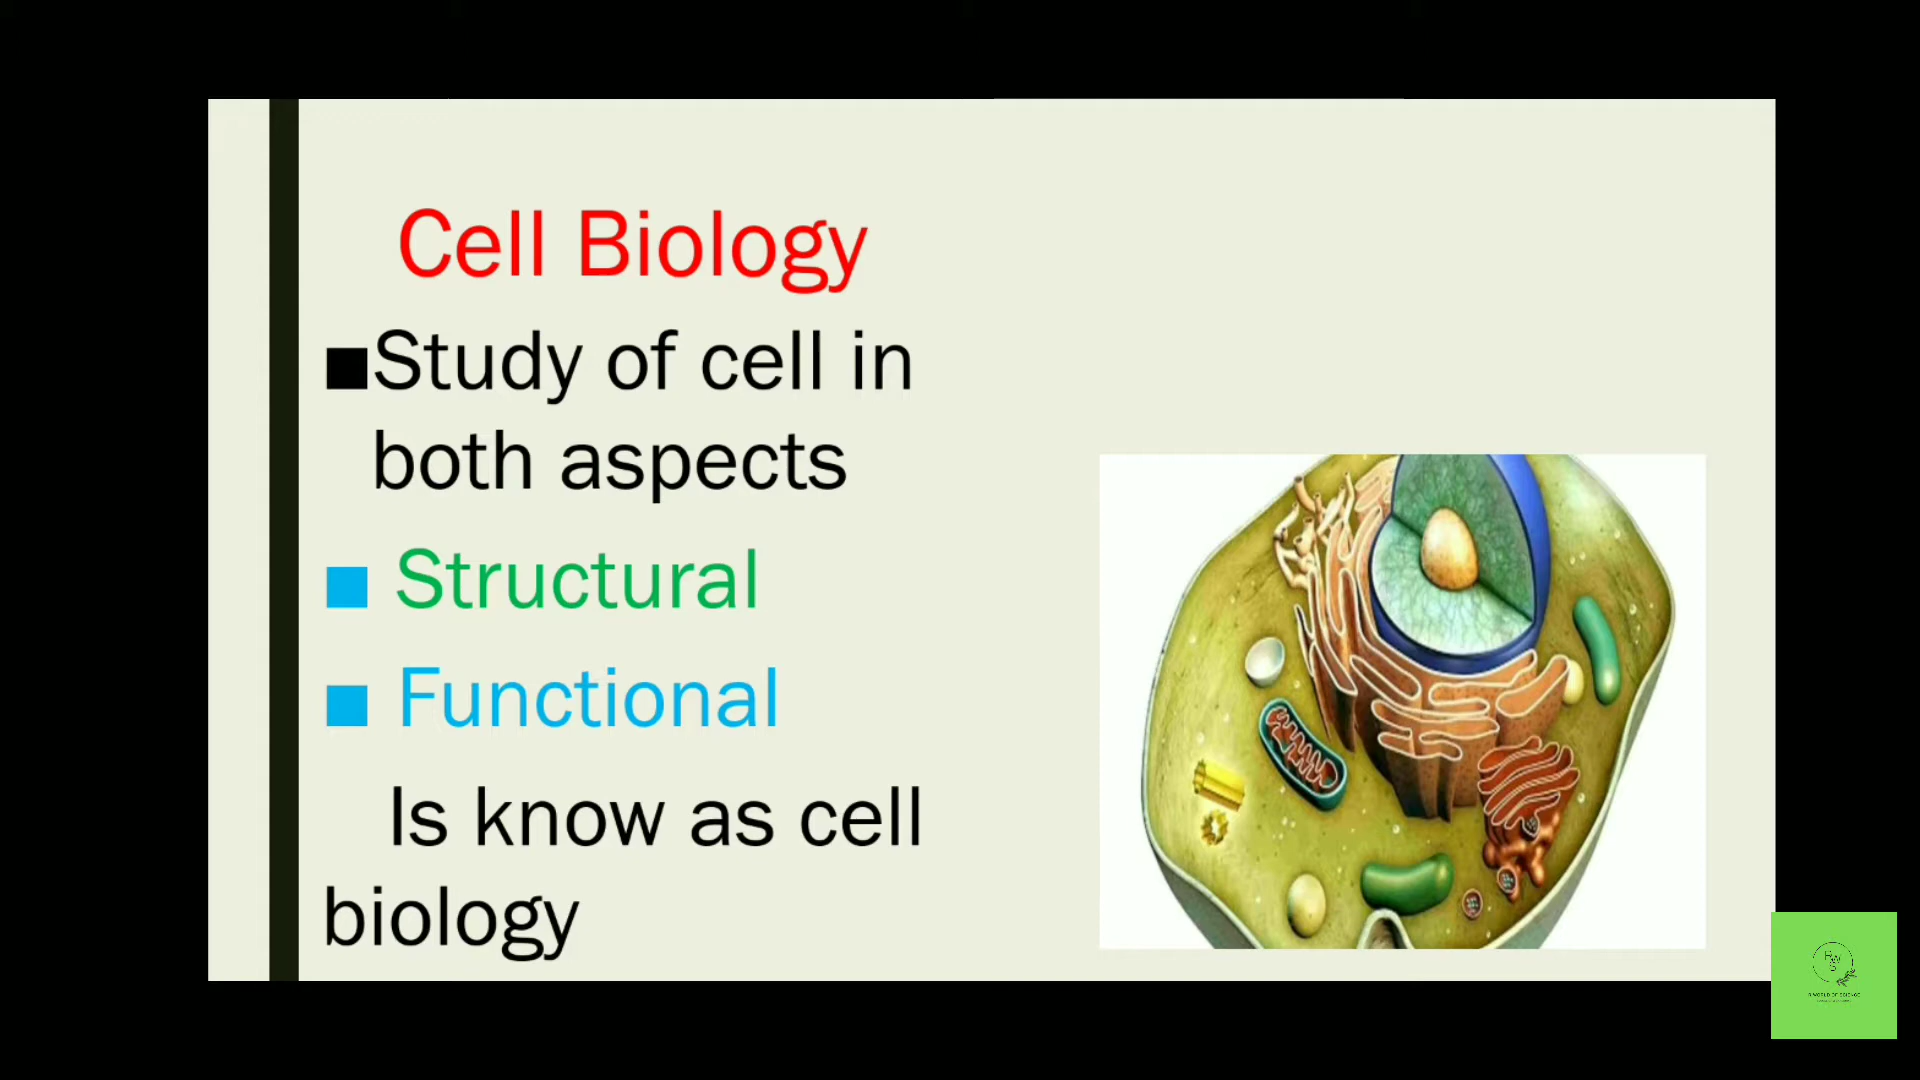 Cell Biology
■Study of cell in
both aspects
■ Structural
■ Functional
Is know as cell
biology